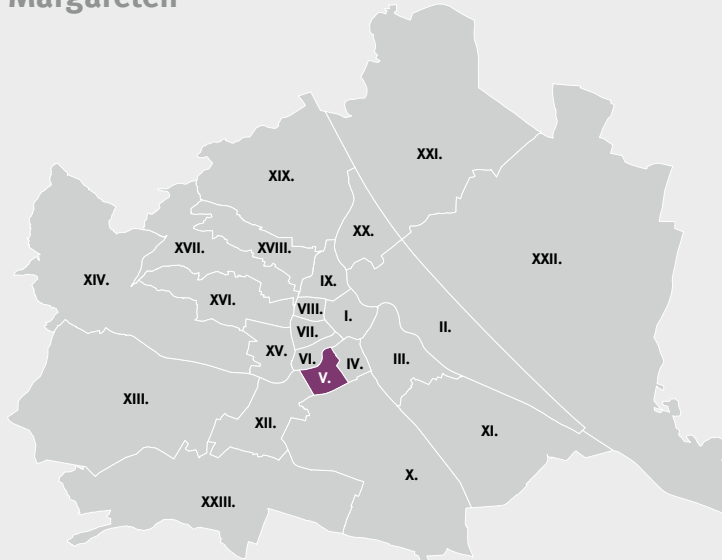 Margareten
XXI.
XIX.
XX.
XVII.
XVIII.
XXII.
XIV.
IX.
XVI.
VIII.
I.
II.
VII.
XV.
VI.
IV.
III.
V.
XIII.
XII.
XI.
X.
XXIII.